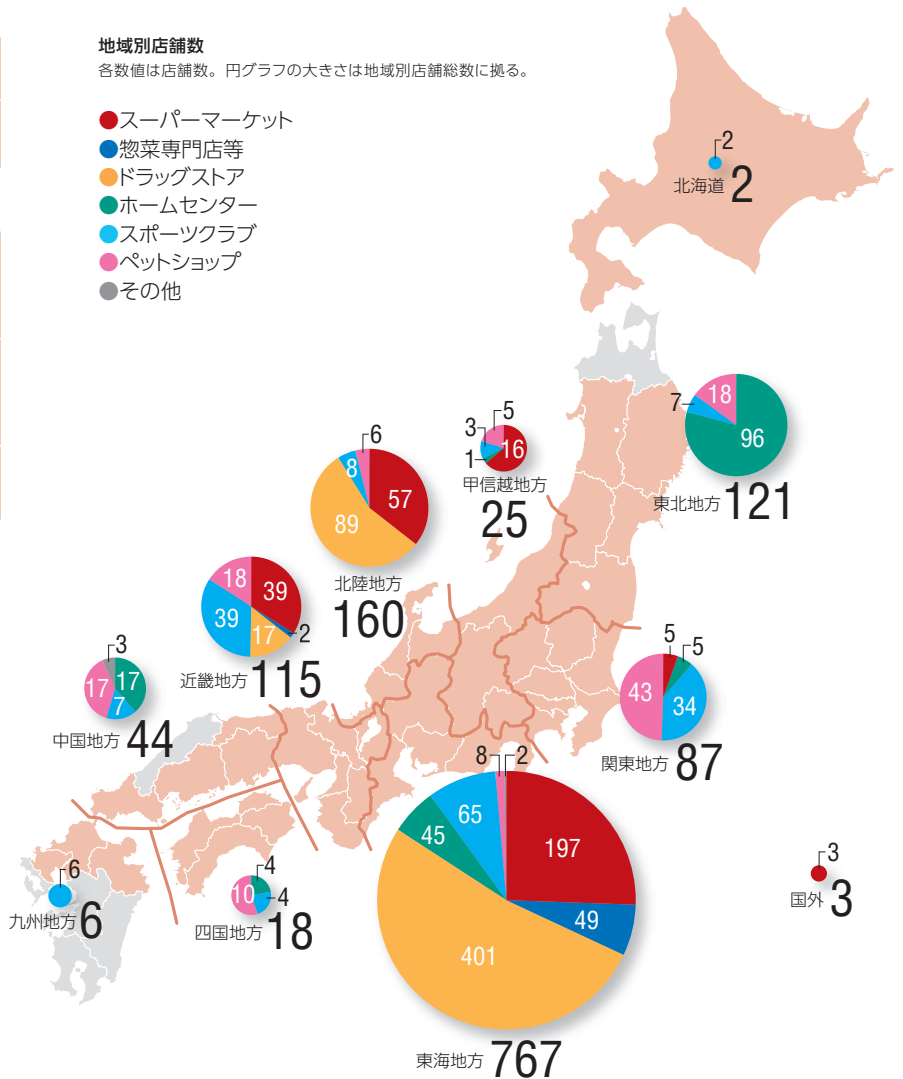 地域別店舗数
各数値は店舗数。円グラフの大きさは地域別店舗総数に拠る。
スーパーマーケット
惣菜専門店等
ドラッグストア
ホームセンター
スポーツクラブ
ペットショップ
その他
2
北海道 2
7
18
96
東北地方 121
3
5
1
16
甲信越地方
25
6
8
57
89
北陸地方
160
18
39
39
17
2
近畿地方 115
3
17
17
7
中国地方 44
5
5
43
34
関東地方 87
8
2
65
45
197
49
401
東海地方 767
4
10
4
四国地方 18
6
九州地方 6
3
国外 3